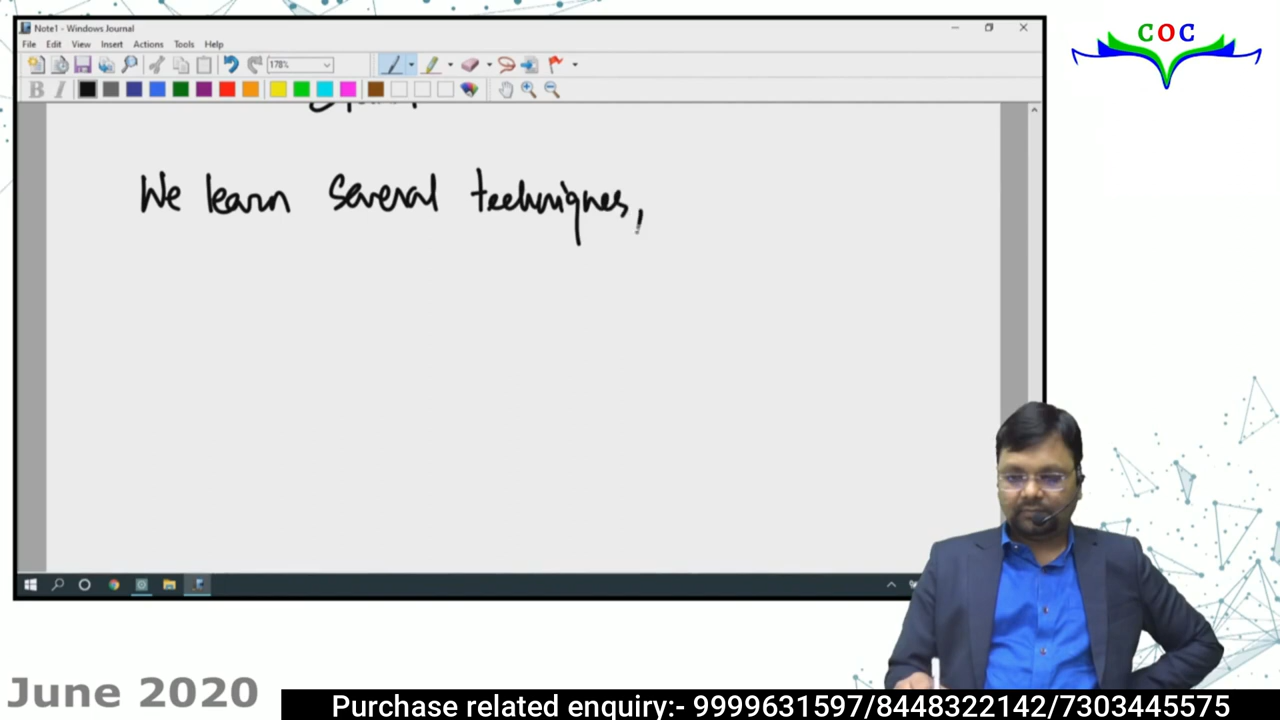 Note1 - Windows Journal
File Edit View Insert Actions Tools Help
178%
B I
We learn several techniques,
COC
June 2020
Purchase related enquiry:- 9999631597/8448322142/7303445575